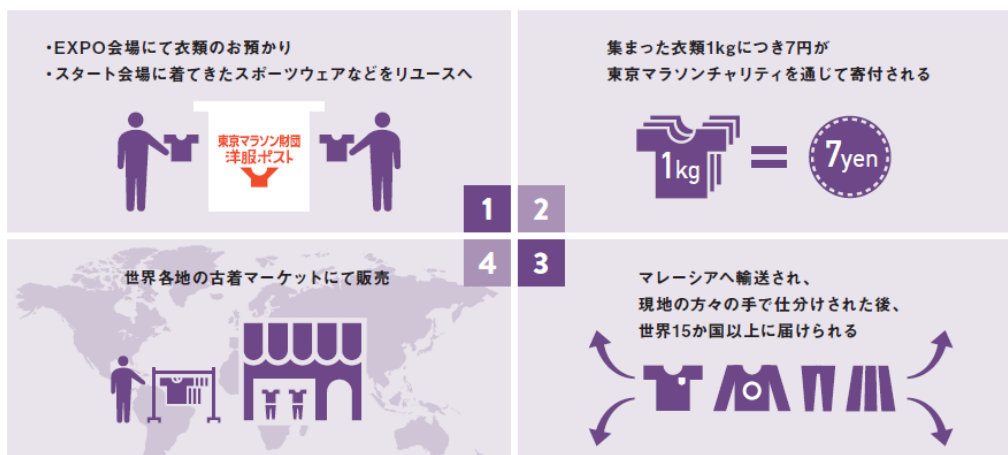 ・EXPO会場にて衣類のお預かり
・スタート会場に着てきたスポーツウェアなどをリユースへ
東京マラソン財団
洋服ポスト
1
集まった衣類1kgにつき7円が
東京マラソンチャリティを通じて寄付される
1kg
7yen
2
マレーシアへ輸送され、
現地の方々の手で仕分けされた後、
世界15か国以上に届けられる
3
世界各地の古着マーケットにて販売
4